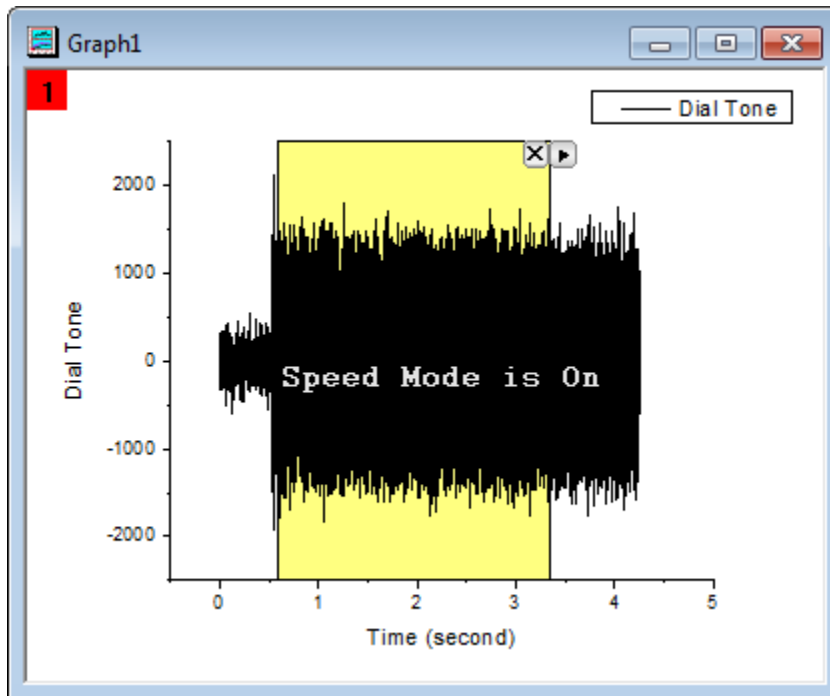 Graph1
1
Dial Tone
2000
1000
0
-1000
-2000
Dial Tone
Speed Mode is On
0 1 2 3 4 5
Time (second)